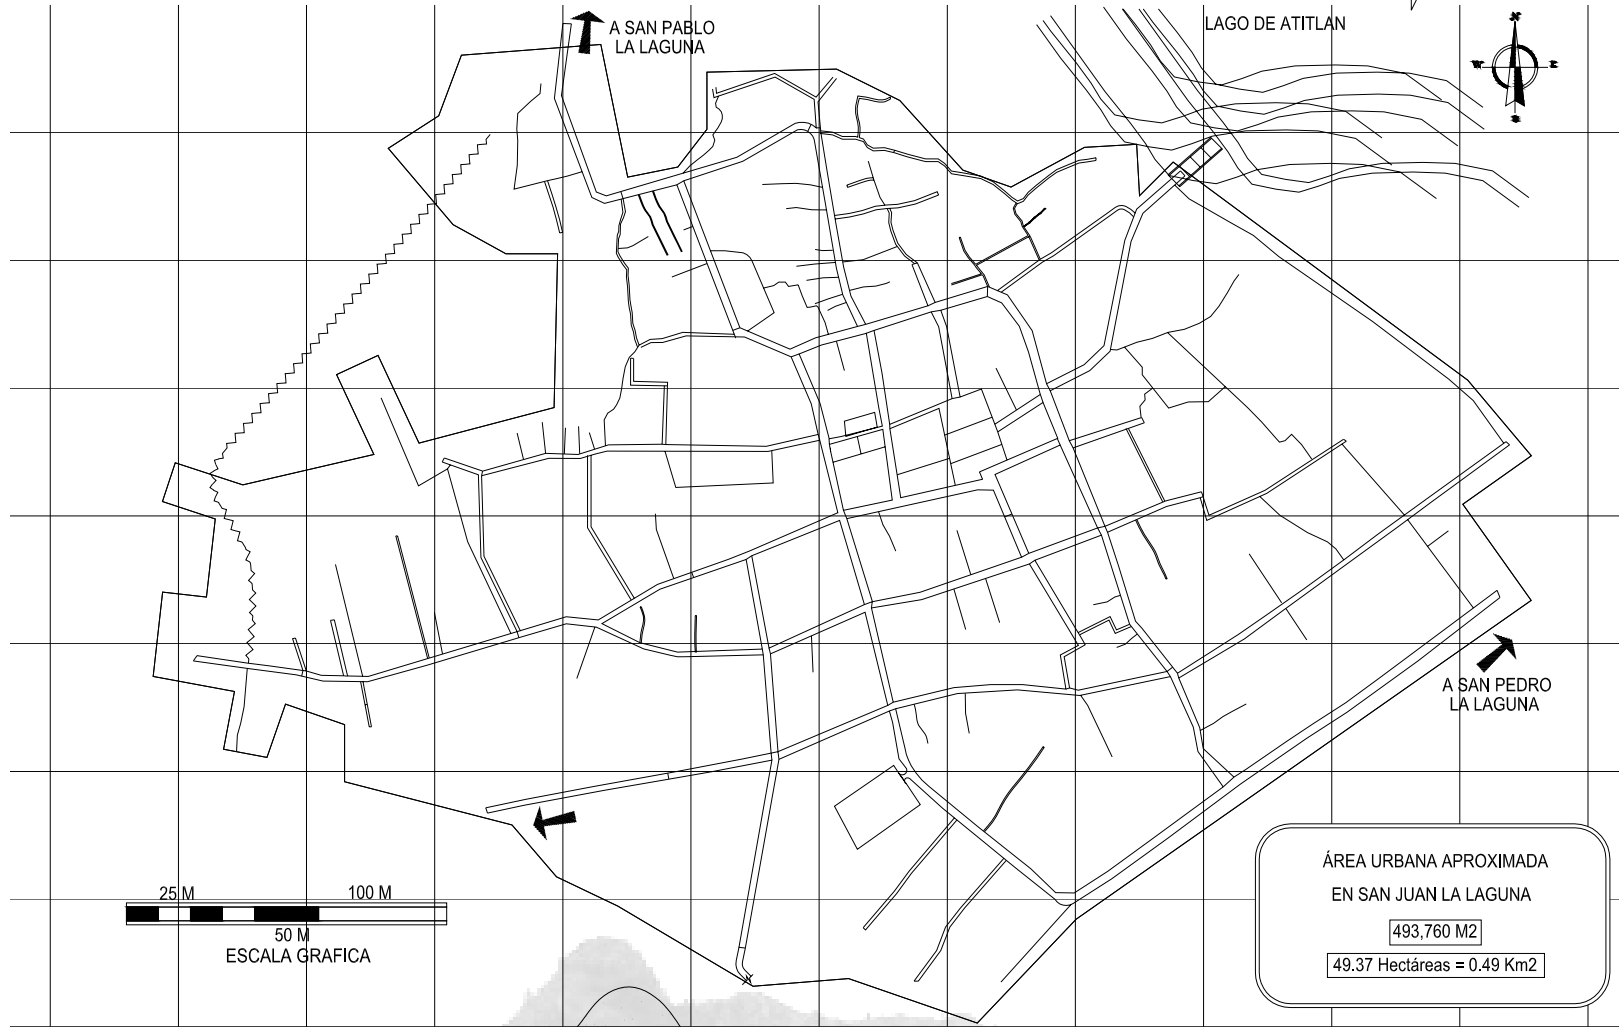 A SAN PABLO
LA LAGUNA
LAGO DE ATITLAN
N
W
E
S
A SAN PEDRO
LA LAGUNA
25 M
100 M
50 M
ESCALA GRAFICA
ÁREA URBANA APROXIMADA
EN SAN JUAN LA LAGUNA
493,760 M2
49.37 Hectáreas = 0.49 Km2